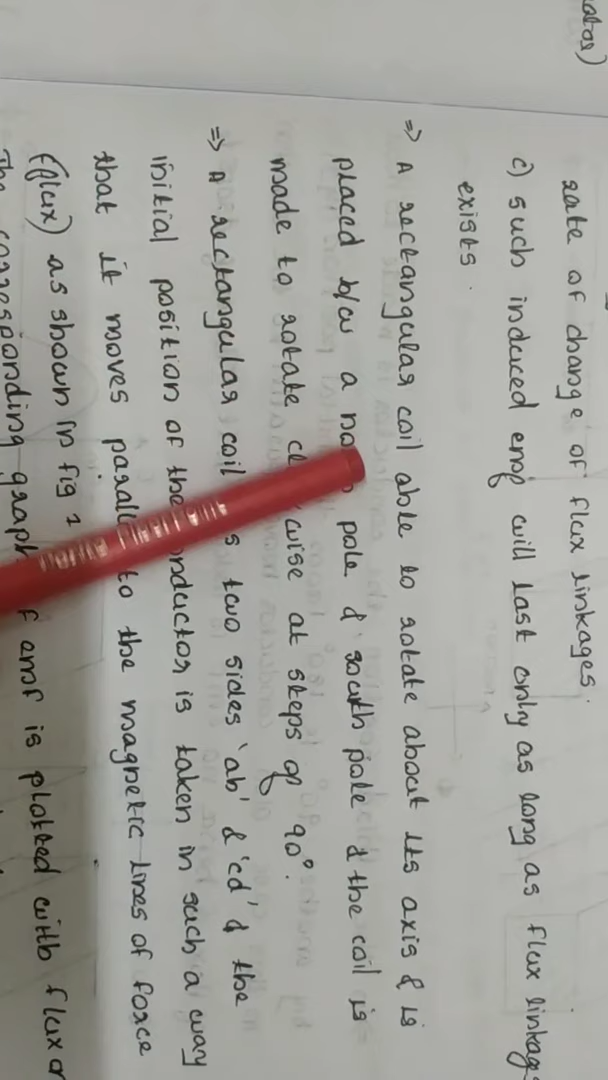 rate of change of flux linkages.
c) such induced emf will last only as long as flux linkag
exists.
=> A rectangular coil able to rotate about its axis & is
placed b/w a pole & south pole & the coil is
made to rotate wise at steps of 90°.
=> A rectangular coil two sides 'ab' & 'cd' & the
initial position of the is taken in such a way
that it moves to the magnetic lines of force
(flux) as shown in fig 1
The corresponding graph emf is plotted with flux